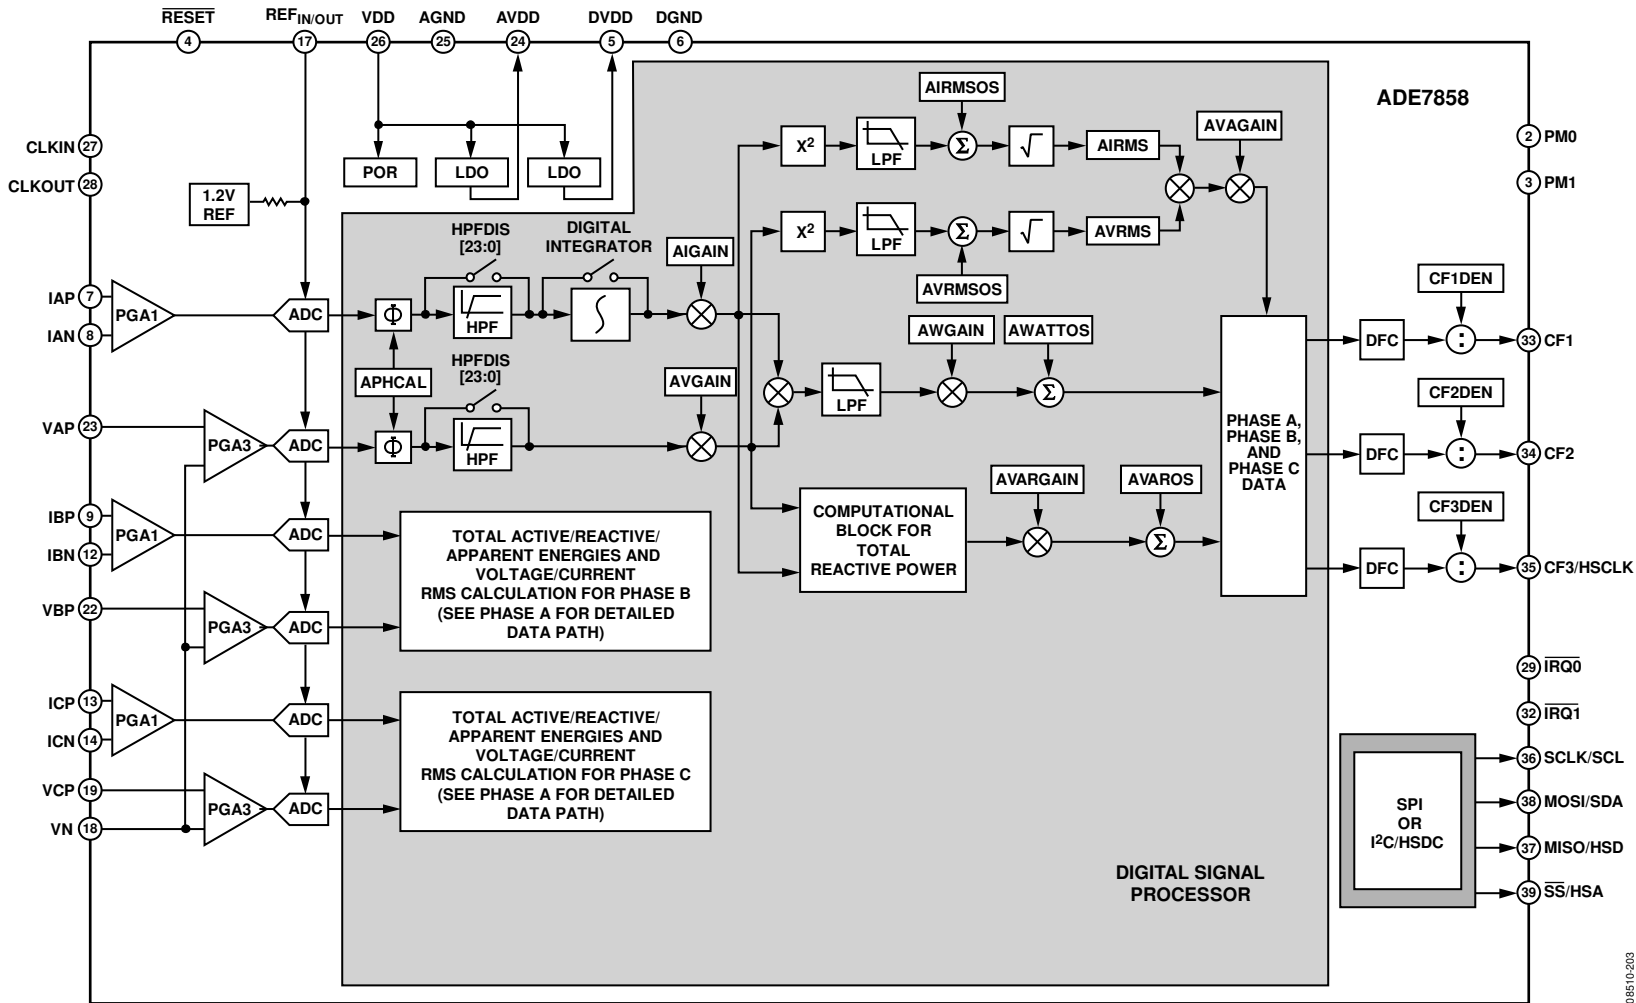 RESET
REFIN/OUT
VDD
AGND
AVDD
DVDD
DGND
4
17
26
25
24
5
6
ADE7858
CLKIN 27
CLKOUT 28
POR
LDO
LDO
1.2V
REF
AIRMSOS
X²
LPF
Σ
√
AIRMS
AVAGAIN
X²
LPF
Σ
√
AVRMS
AVRMSOS
2 PM0
3 PM1
HPFDIS
[23:0]
DIGITAL
INTEGRATOR
AIGAIN
IAP 7
IAN 8
PGA1
ADC
Φ
HPF
∫
APHCAL
HPFDIS
[23:0]
AVGAIN
VAP 23
PGA3
ADC
Φ
HPF
LPF
AWGAIN
AWATTOS
Σ
COMPUTATIONAL
BLOCK FOR
TOTAL
REACTIVE POWER
AVARGAIN
AVAROS
Σ
PHASE A,
PHASE B,
AND
PHASE C
DATA
CF1DEN
DFC
:
33 CF1
CF2DEN
DFC
:
34 CF2
CF3DEN
DFC
:
35 CF3/HSCLK
IBP 9
IBN 12
PGA1
ADC
VBP 22
PGA3
ADC
TOTAL ACTIVE/REACTIVE/
APPARENT ENERGIES AND
VOLTAGE/CURRENT
RMS CALCULATION FOR PHASE B
(SEE PHASE A FOR DETAILED
DATA PATH)
ICP 13
ICN 14
PGA1
ADC
VCP 19
VN 18
PGA3
ADC
TOTAL ACTIVE/REACTIVE/
APPARENT ENERGIES AND
VOLTAGE/CURRENT
RMS CALCULATION FOR PHASE C
(SEE PHASE A FOR DETAILED
DATA PATH)
DIGITAL SIGNAL
PROCESSOR
29 IRQ0
32 IRQ1
SPI
OR
I²C/HSDC
36 SCLK/SCL
38 MOSI/SDA
37 MISO/HSD
39 SS/HSA
08510-203